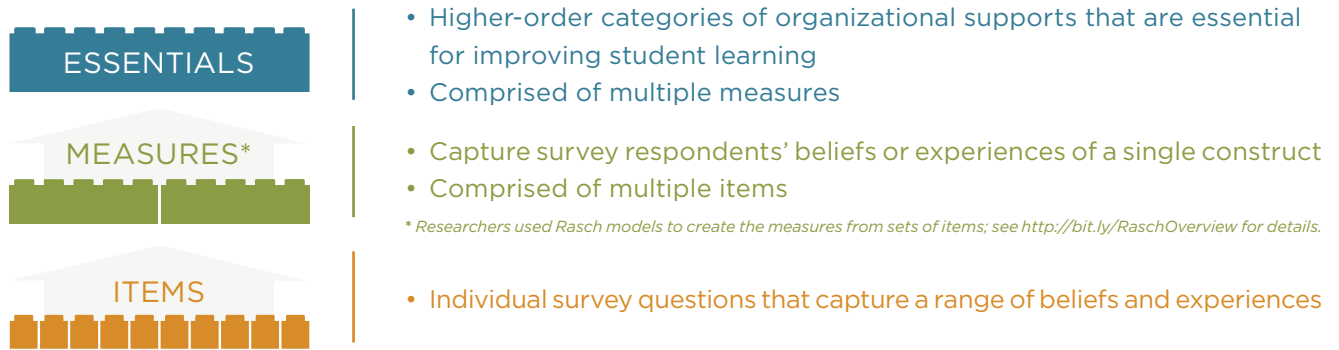 ESSENTIALS
• Higher-order categories of organizational supports that are essential
for improving student learning
• Comprised of multiple measures
MEASURES*
• Capture survey respondents’ beliefs or experiences of a single construct
• Comprised of multiple items
* Researchers used Rasch models to create the measures from sets of items; see http://bit.ly/RaschOverview for details.
ITEMS
• Individual survey questions that capture a range of beliefs and experiences